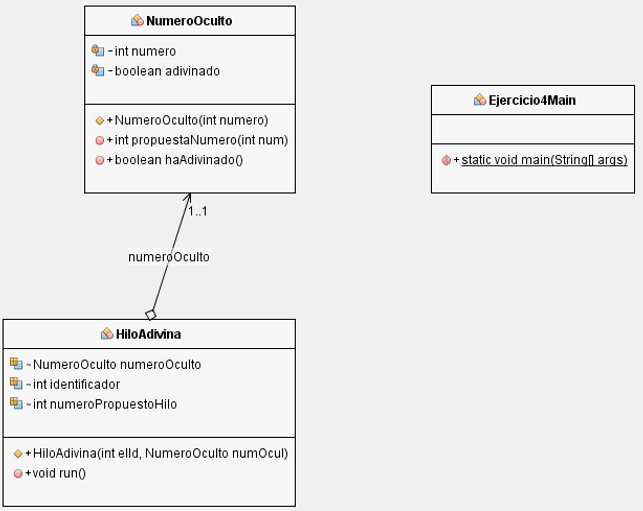 NumeroOculto
- int numero
- boolean adivinado
+ NumeroOculto(int numero)
+ int propuestaNumero(int num)
+ boolean haAdivinado()
Ejercicio4Main
+ static void main(String[] args)
1..1
numeroOculto
HiloAdivina
~ NumeroOculto numeroOculto
~ int identificador
~ int numeroPropuestoHilo
+ HiloAdivina(int elId, NumeroOculto numOcul)
+ void run()